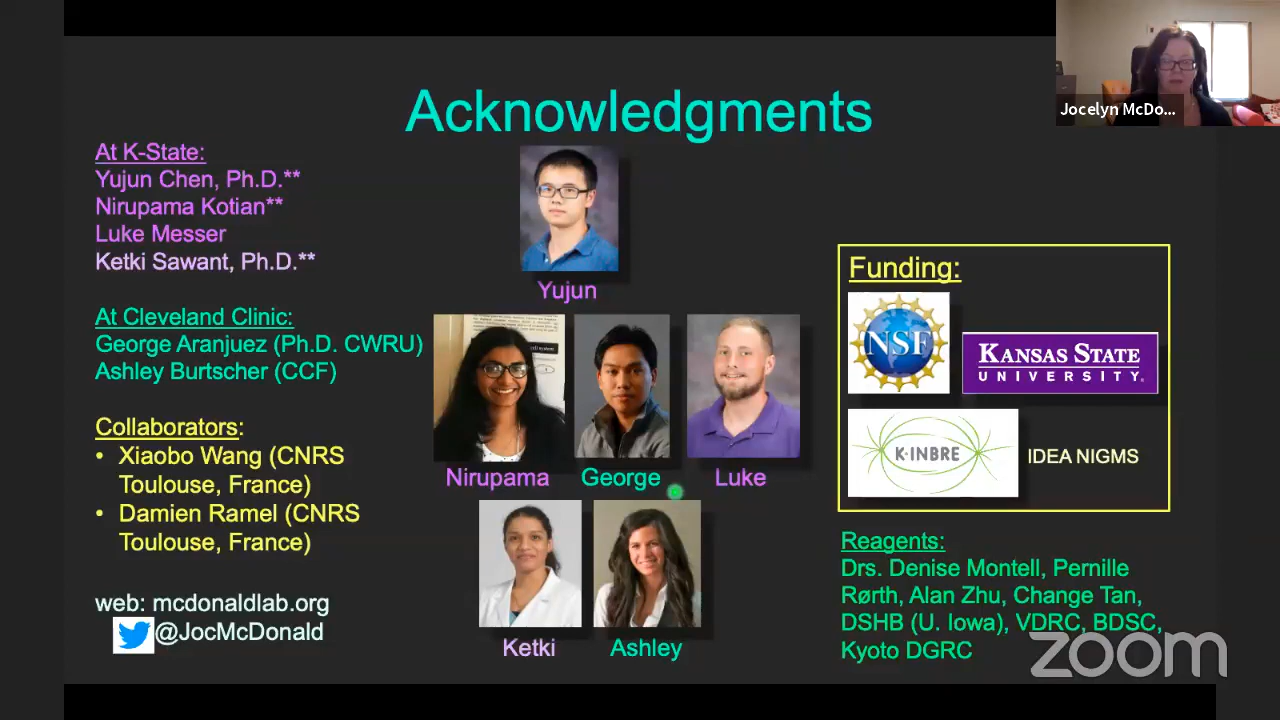 Acknowledgments
Jocelyn McDo...
At K-State:
Yujun Chen, Ph.D.**
Nirupama Kotian**
Luke Messer
Ketki Sawant, Ph.D.**
At Cleveland Clinic:
George Aranjuez (Ph.D. CWRU)
Ashley Burtscher (CCF)
Collaborators:
• Xiaobo Wang (CNRS
Toulouse, France)
• Damien Ramel (CNRS
Toulouse, France)
web: mcdonaldlab.org
@JocMcDonald
Yujun
Nirupama
George
Luke
Ketki
Ashley
Funding:
NSF
KANSAS STATE
UNIVERSITY.
K·INBRE
IDEA NIGMS
Reagents:
Drs. Denise Montell, Pernille
Rørth, Alan Zhu, Change Tan,
DSHB (U. Iowa), VDRC, BDSC,
Kyoto DGRC
zoom